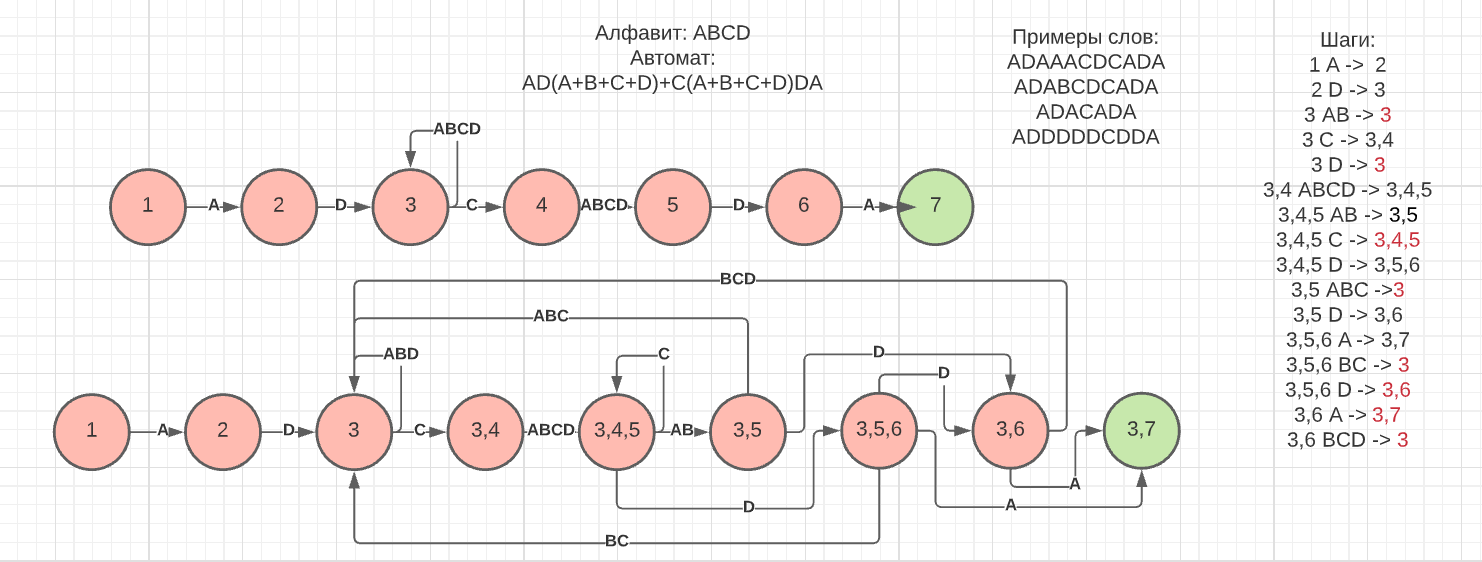 Алфавит: ABCD
Автомат:
AD(A+B+C+D)+C(A+B+C+D)DA
Примеры слов:
ADAAACDCADA
ADABCDCADA
ADACADA
ADDDDDCDDA
Шаги:
1 A -> 2
2 D -> 3
3 AB -> 3
3 C -> 3,4
3 D -> 3
3,4 ABCD -> 3,4,5
3,4,5 AB -> 3,5
3,4,5 C -> 3,4,5
3,4,5 D -> 3,5,6
3,5 ABC ->3
3,5 D -> 3,6
3,5,6 A -> 3,7
3,5,6 BC -> 3
3,5,6 D -> 3,6
3,6 A -> 3,7
3,6 BCD -> 3
ABCD
1 A 2 D 3 C 4 ABCD 5 D 6 A 7
BCD
ABC
ABD C D
D
1 A 2 D 3 C 3,4 ABCD 3,4,5 AB 3,5 3,5,6 3,6 3,7
A
D A
BC